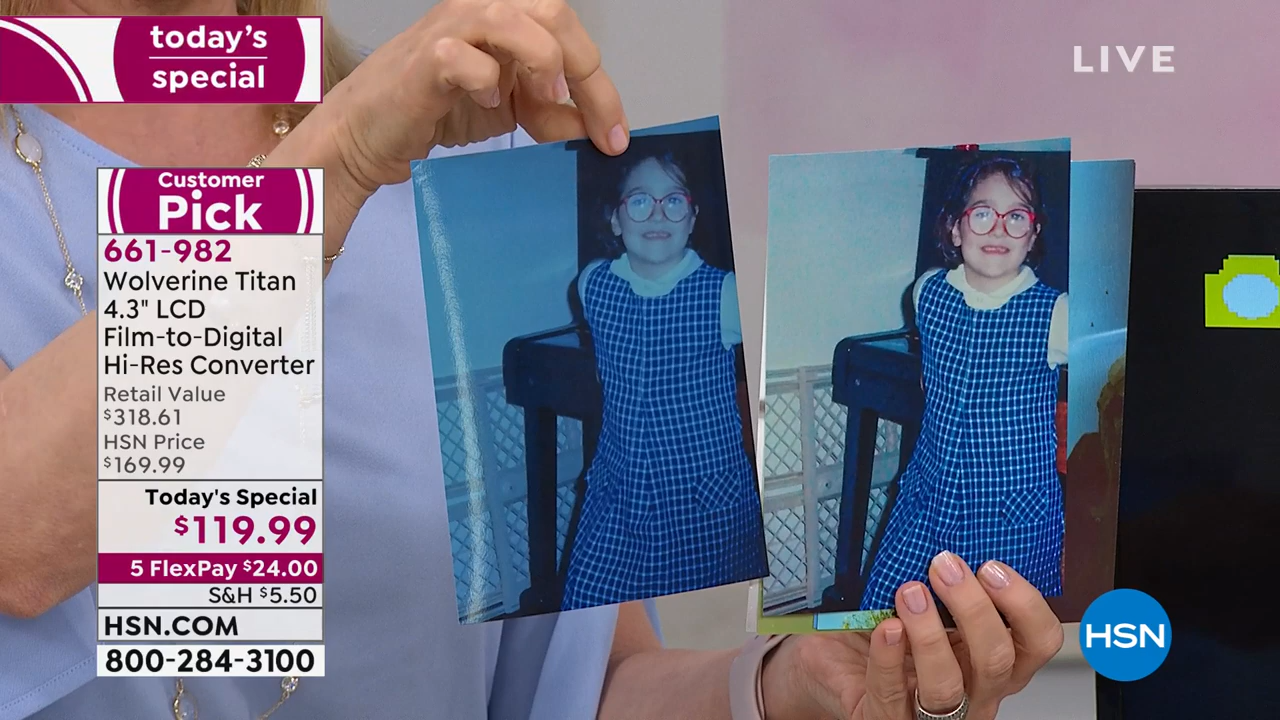 today's
special
LIVE
Customer
Pick
661-982
Wolverine Titan
4.3" LCD
Film-to-Digital
Hi-Res Converter
Retail Value
$318.61
HSN Price
$169.99
Today's Special
$119.99
5 FlexPay $24.00
S&H $5.50
HSN.COM
800-284-3100
HSN